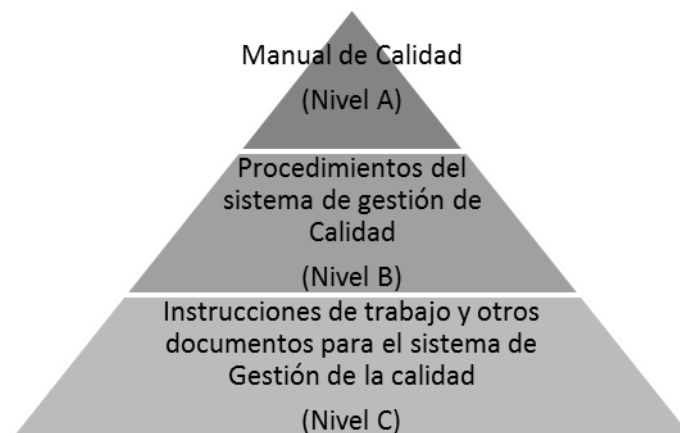 Manual de Calidad
(Nivel A)
Procedimientos del
sistema de gestión de
Calidad
(Nivel B)
Instrucciones de trabajo y otros
documentos para el sistema de
Gestión de la calidad
(Nivel C)